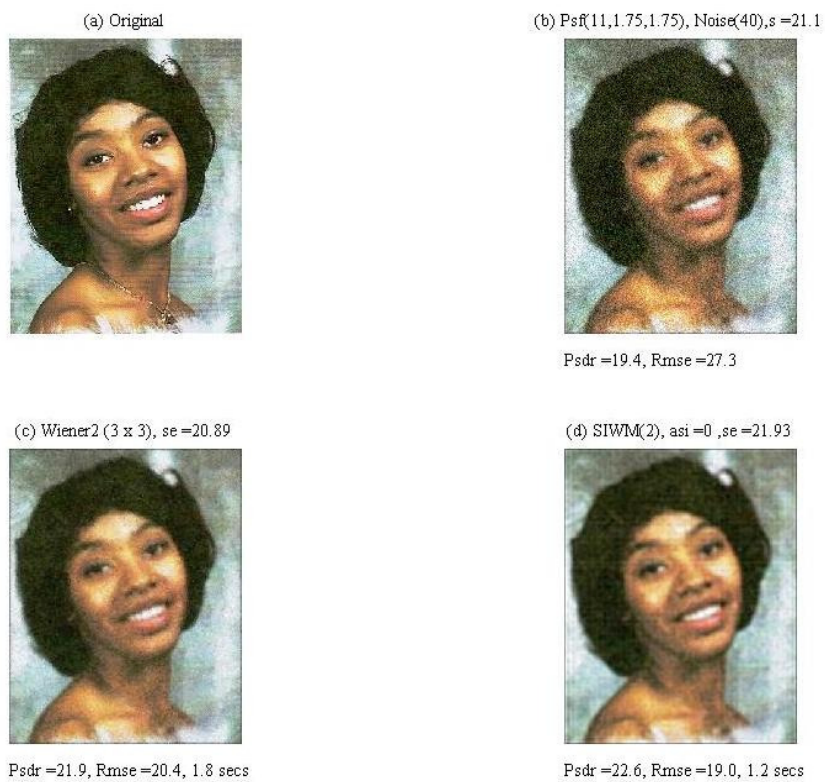 (a) Original
(b) Psf(11,1.75,1.75), Noise(40),s =21.1
Psdr =19.4, Rmse =27.3
(c) Wiener2 (3 x 3), se =20.89
(d) SIWM(2), asi =0 ,se =21.93
Psdr =21.9, Rmse =20.4, 1.8 secs
Psdr =22.6, Rmse =19.0, 1.2 secs